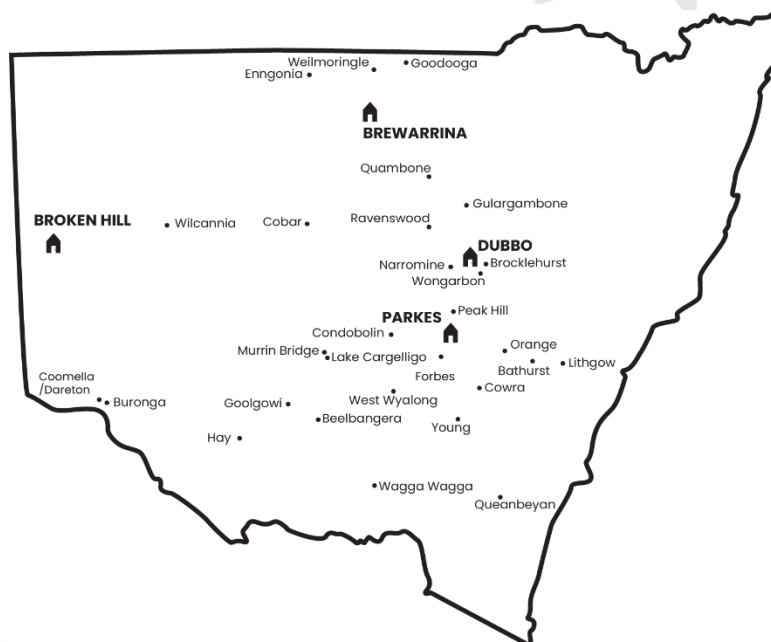 Weilmoringle
Goodooga
Enngonia
BREWARRINA
Quambone
Gulargambone
BROKEN HILL
Wilcannia
Cobar
Ravenswood
DUBBO
Narromine
Brocklehurst
Wongarbon
Peak Hill
PARKES
Condobolin
Orange
Murrin Bridge
Lake Cargelligo
Lithgow
Bathurst
Forbes
Coomella
/Dareton
Cowra
Buronga
Goolgowi
West Wyalong
Beelbangera
Young
Hay
Wagga Wagga
Queanbeyan